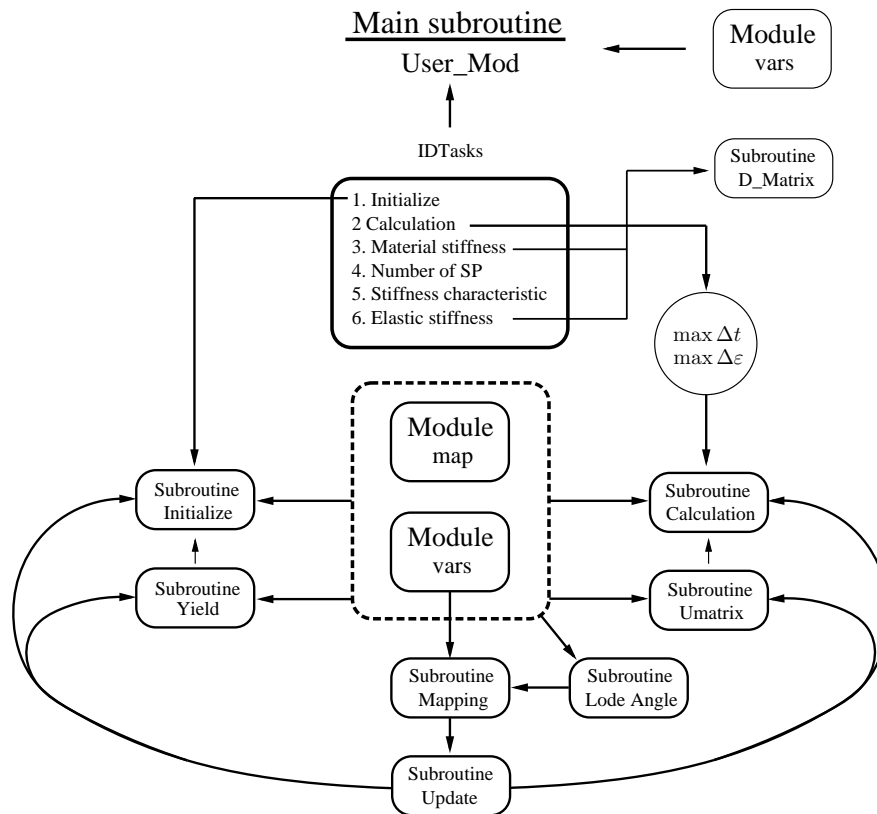 Main subroutine
User_Mod
Module
vars
IDTasks
Subroutine
D_Matrix
1. Initialize
2 Calculation
3. Material stiffness
4. Number of SP
5. Stiffness characteristic
6. Elastic stiffness
max Δt
max Δε
Module
map
Subroutine
Initialize
Subroutine
Calculation
Module
vars
Subroutine
Yield
Subroutine
Umatrix
Subroutine
Mapping
Subroutine
Lode Angle
Subroutine
Update